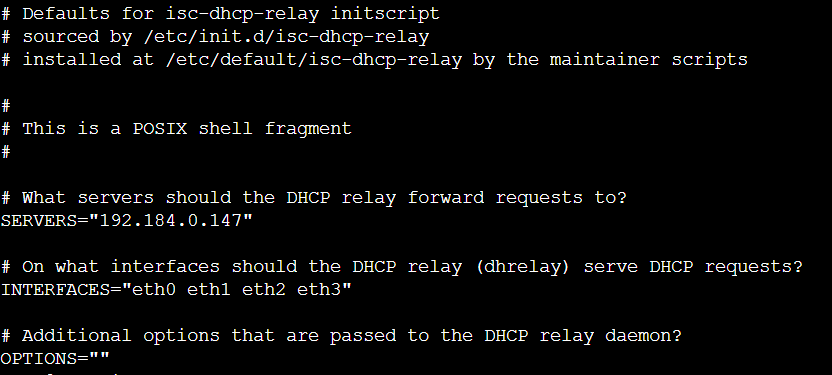 # Defaults for isc-dhcp-relay initscript
# sourced by /etc/init.d/isc-dhcp-relay
# installed at /etc/default/isc-dhcp-relay by the maintainer scripts
#
# This is a POSIX shell fragment
#
# What servers should the DHCP relay forward requests to?
SERVERS="192.184.0.147"
# On what interfaces should the DHCP relay (dhrelay) serve DHCP requests?
INTERFACES="eth0 eth1 eth2 eth3"
# Additional options that are passed to the DHCP relay daemon?
OPTIONS=""